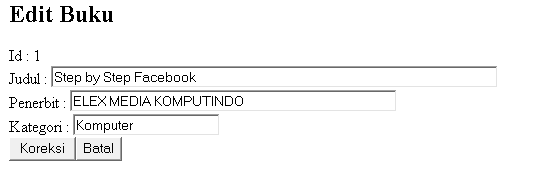 Edit Buku
Id : 1
Judul : Step by Step Facebook
Penerbit : ELEX MEDIA KOMPUTINDO
Kategori : Komputer
Koreksi Batal